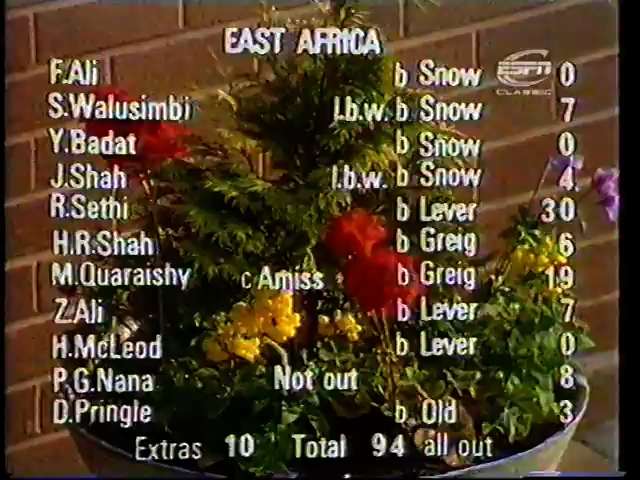 EAST AFRICA
ESPN
CLASSIC
F.Ali b Snow 0
S.Walusimbi l.b.w. b Snow 7
Y.Badat b Snow 0
J.Shah l.b.w. b Snow 4
R.Sethi b Lever 30
H.R.Shah b Greig 6
M.Quaraishy c Amiss b Greig 19
Z.Ali b Lever 7
H.McLeod b Lever 0
P.G.Nana Not out 8
D.Pringle b Old 3
Extras 10 Total 94 all out